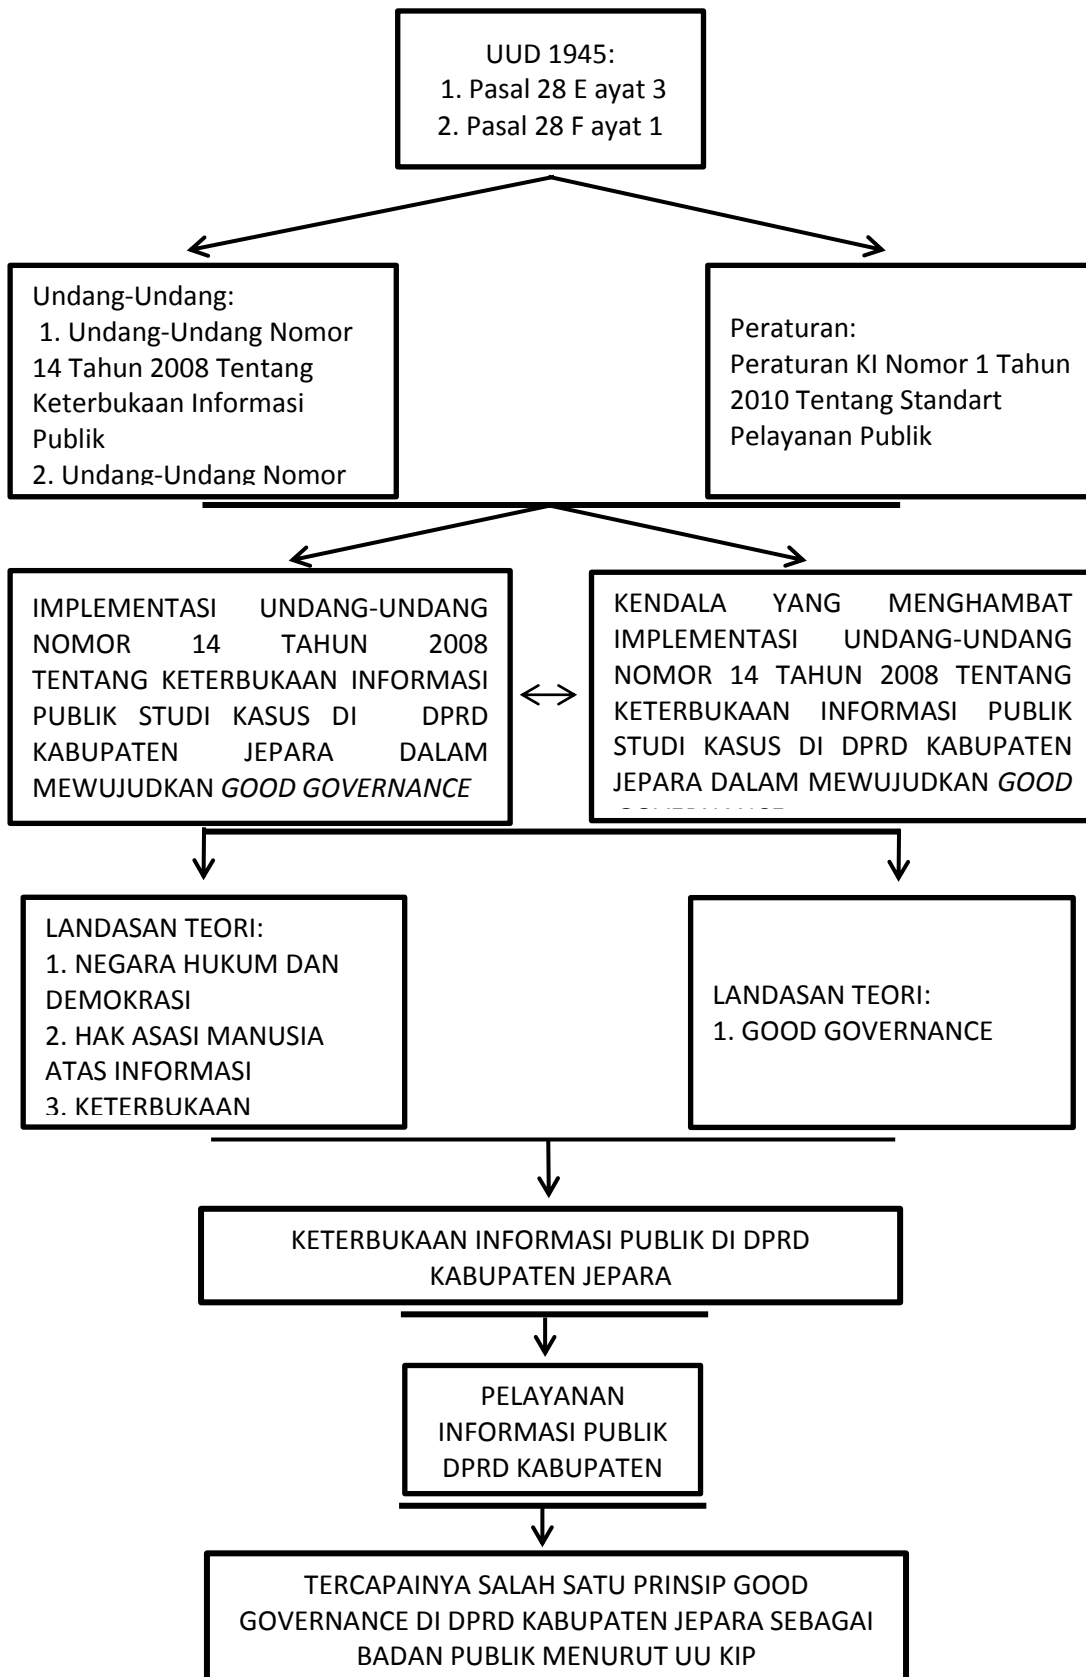 UUD 1945:
1. Pasal 28 E ayat 3
2. Pasal 28 F ayat 1
Undang-Undang:
1. Undang-Undang Nomor
14 Tahun 2008 Tentang
Keterbukaan Informasi
Publik
2. Undang-Undang Nomor
Peraturan:
Peraturan KI Nomor 1 Tahun
2010 Tentang Standart
Pelayanan Publik
IMPLEMENTASI UNDANG-UNDANG
NOMOR 14 TAHUN 2008
TENTANG KETERBUKAAN INFORMASI
PUBLIK STUDI KASUS DI DPRD
KABUPATEN JEPARA DALAM
MEWUJUDKAN GOOD GOVERNANCE
KENDALA YANG MENGHAMBAT
IMPLEMENTASI UNDANG-UNDANG
NOMOR 14 TAHUN 2008 TENTANG
KETERBUKAAN INFORMASI PUBLIK
STUDI KASUS DI DPRD KABUPATEN
JEPARA DALAM MEWUJUDKAN GOOD
LANDASAN TEORI:
1. NEGARA HUKUM DAN
DEMOKRASI
2. HAK ASASI MANUSIA
ATAS INFORMASI
3. KETERBUKAAN
LANDASAN TEORI:
1. GOOD GOVERNANCE
KETERBUKAAN INFORMASI PUBLIK DI DPRD
KABUPATEN JEPARA
PELAYANAN
INFORMASI PUBLIK
DPRD KABUPATEN
TERCAPAINYA SALAH SATU PRINSIP GOOD
GOVERNANCE DI DPRD KABUPATEN JEPARA SEBAGAI
BADAN PUBLIK MENURUT UU KIP